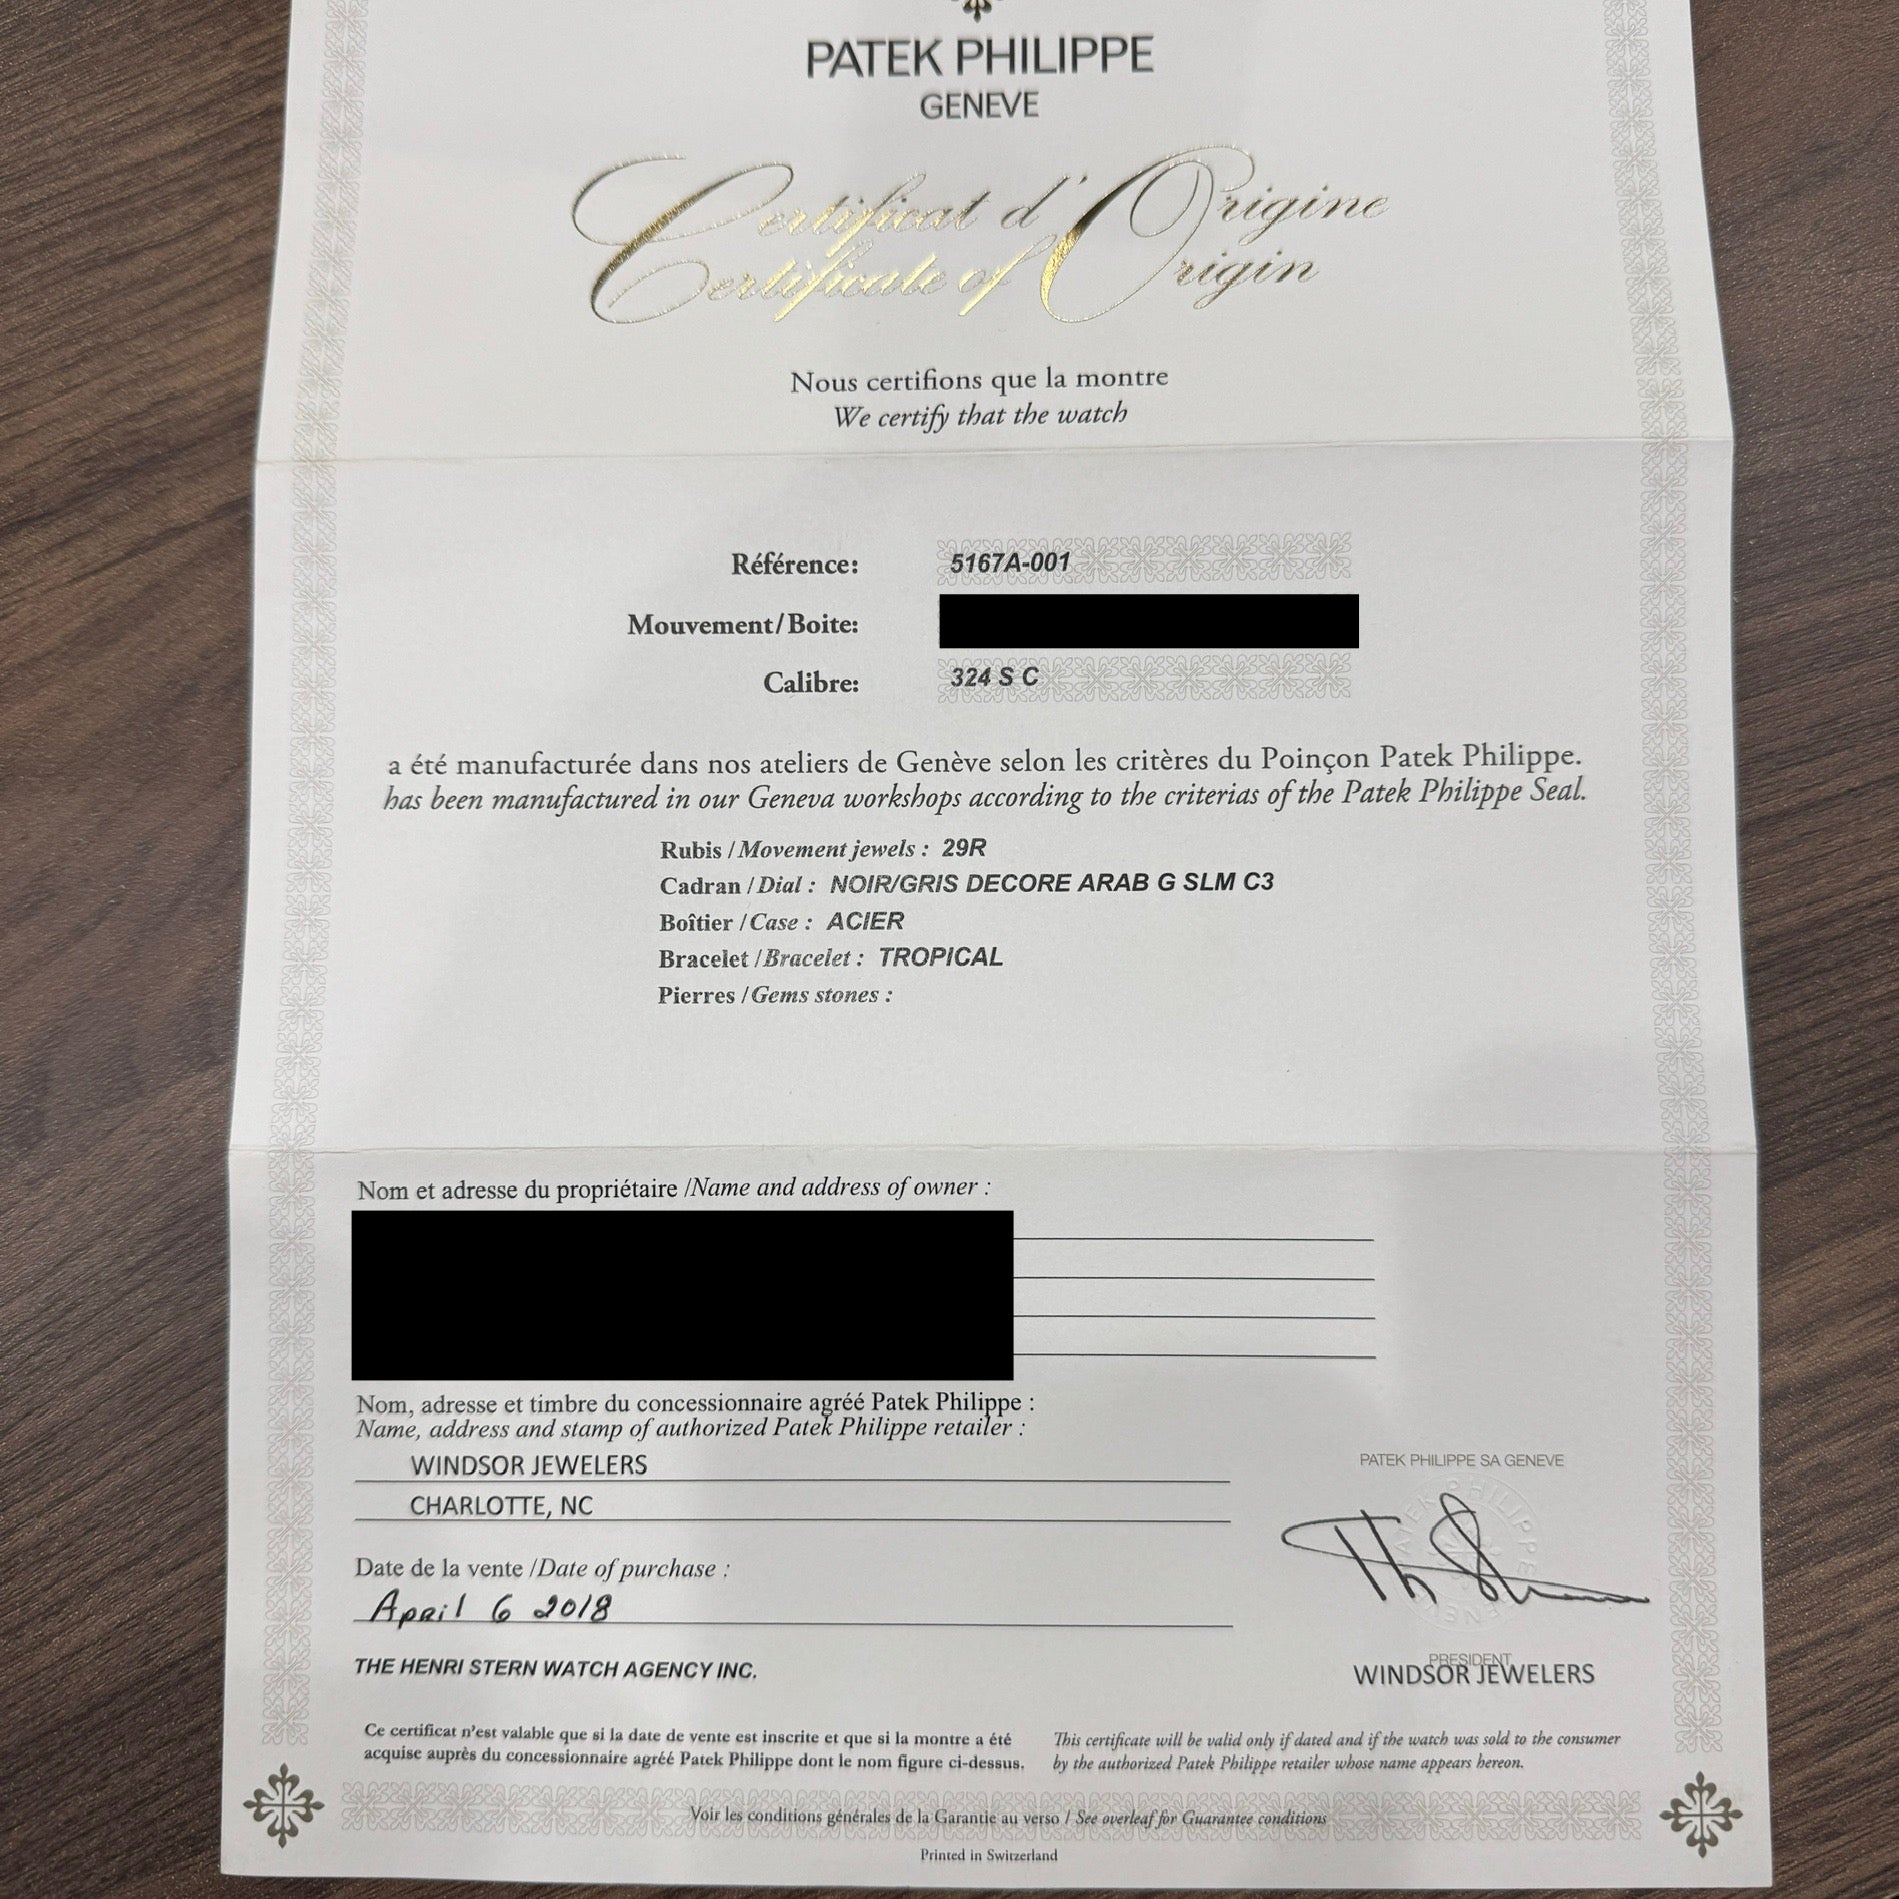 PATEK PHILIPPE
GENEVE
Certificat d'Origine
Certificate of Origin
Nous certifions que la montre
We certify that the watch
Référence: 5167A-001
Mouvement/Boite:
Calibre: 324 S C
a été manufacturée dans nos ateliers de Genève selon les critères du Poinçon Patek Philippe.
has been manufactured in our Geneva workshops according to the criterias of the Patek Philippe Seal.
Rubis / Movement jewels : 29R
Cadran / Dial : NOIR/GRIS DECORE ARAB G SLM C3
Boîtier / Case : ACIER
Bracelet / Bracelet : TROPICAL
Pierres / Gems stones :
Nom et adresse du propriétaire /Name and address of owner :
Nom, adresse et timbre du concessionnaire agréé Patek Philippe :
Name, address and stamp of authorized Patek Philippe retailer :
WINDSOR JEWELERS
CHARLOTTE, NC
PATEK PHILIPPE SA GENEVE
Date de la vente /Date of purchase :
April 6 2018
THE HENRI STERN WATCH AGENCY INC.
PRESIDENT
WINDSOR JEWELERS
Ce certificat n'est valable que si la date de vente est inscrite et que si la montre a été
acquise auprès du concessionnaire agréé Patek Philippe dont le nom figure ci-dessus.
This certificate will be valid only if dated and if the watch was sold to the consumer
by the authorized Patek Philippe retailer whose name appears hereon.
Voir les conditions générales de la Garantie au verso / See overleaf for Guarantee conditions
Printed in Switzerland